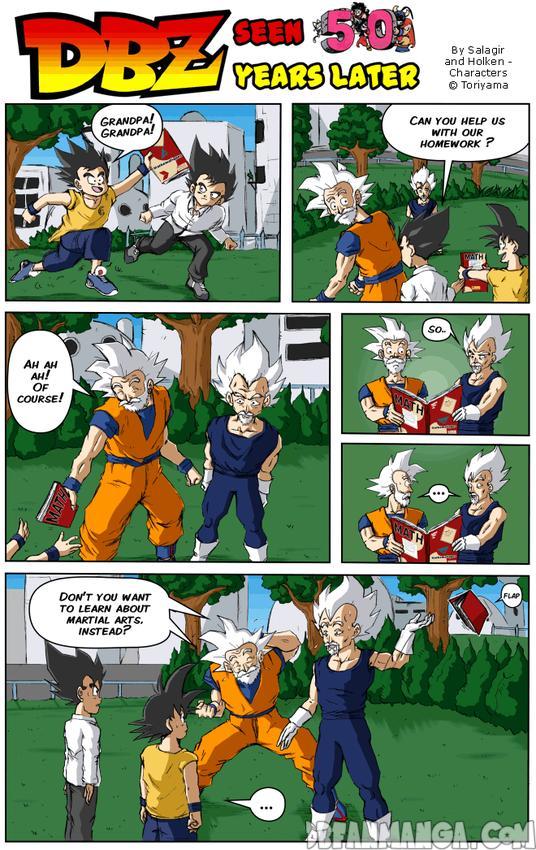 DBZ
SEEN 50
YEARS LATER
By Salagir
and Holken -
Characters
© Toriyama
GRANDPA!
GRANDPA!
CAN YOU HELP US
WITH OUR
HOMEWORK ?
MATH
AH AH
AH!
OF
COURSE!
MATH
SO..
MATH
...
MATH
DON'T YOU WANT
TO LEARN ABOUT
MARTIAL ARTS,
INSTEAD?
FLAP
...
DBFANMANGA.COM